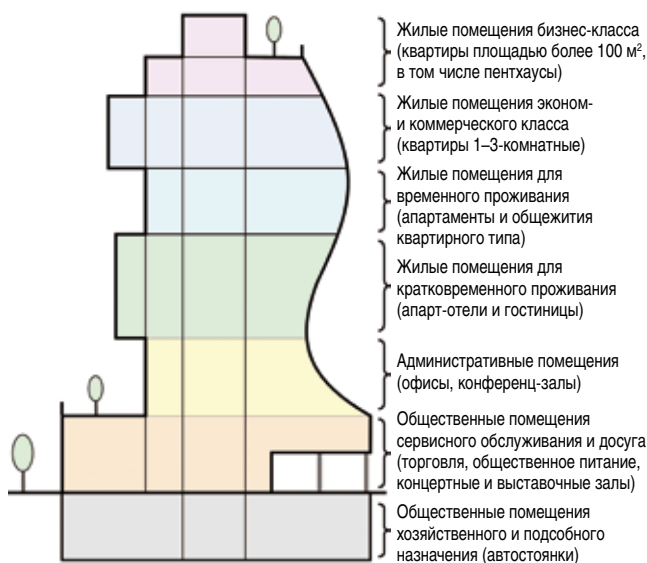 Жилые помещения бизнес-класса
(квартиры площадью более 100 м²,
в том числе пентхаусы)
Жилые помещения эконом-
и коммерческого класса
(квартиры 1–3-комнатные)
Жилые помещения для
временного проживания
(апартаменты и общежития
квартирного типа)
Жилые помещения для
кратковременного проживания
(апарт-отели и гостиницы)
Административные помещения
(офисы, конференц-залы)
Общественные помещения
сервисного обслуживания и досуга
(торговля, общественное питание,
концертные и выставочные залы)
Общественные помещения
хозяйственного и подсобного
назначения (автостоянки)